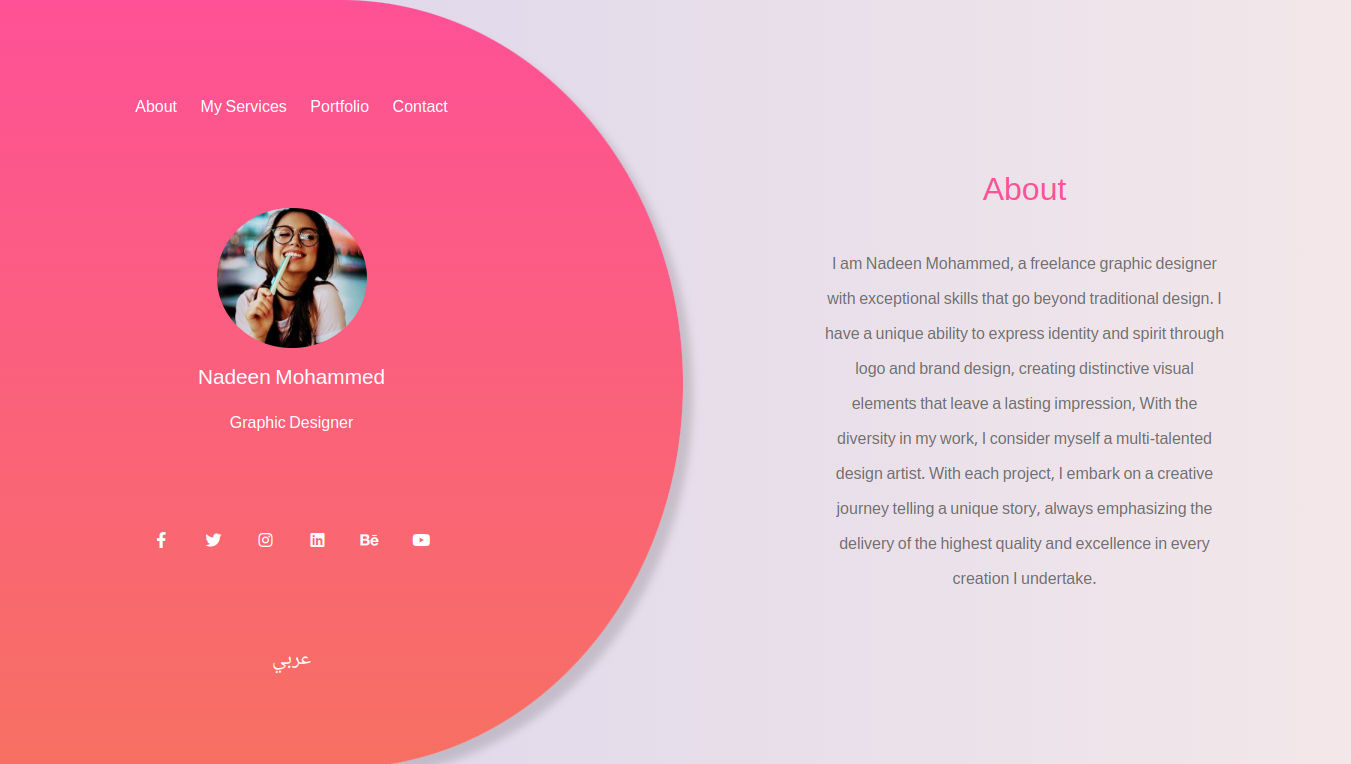 About My Services Portfolio Contact
Nadeen Mohammed
Graphic Designer
Bē
عربي
About
I am Nadeen Mohammed, a freelance graphic designer
with exceptional skills that go beyond traditional design. I
have a unique ability to express identity and spirit through
logo and brand design, creating distinctive visual
elements that leave a lasting impression, With the
diversity in my work, I consider myself a multi-talented
design artist. With each project, I embark on a creative
journey telling a unique story, always emphasizing the
delivery of the highest quality and excellence in every
creation I undertake.